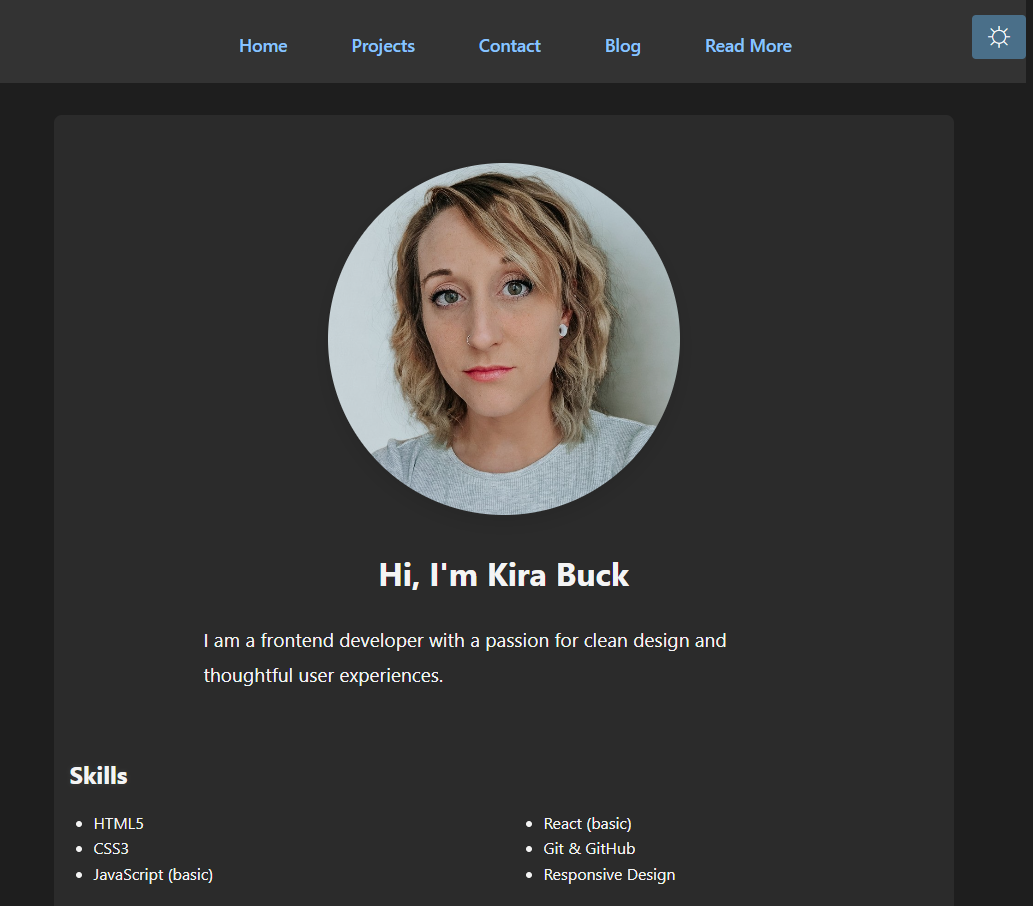 Home Projects Contact Blog Read More
Hi, I'm Kira Buck
I am a frontend developer with a passion for clean design and
thoughtful user experiences.
Skills
HTML5
CSS3
JavaScript (basic)
React (basic)
Git & GitHub
Responsive Design